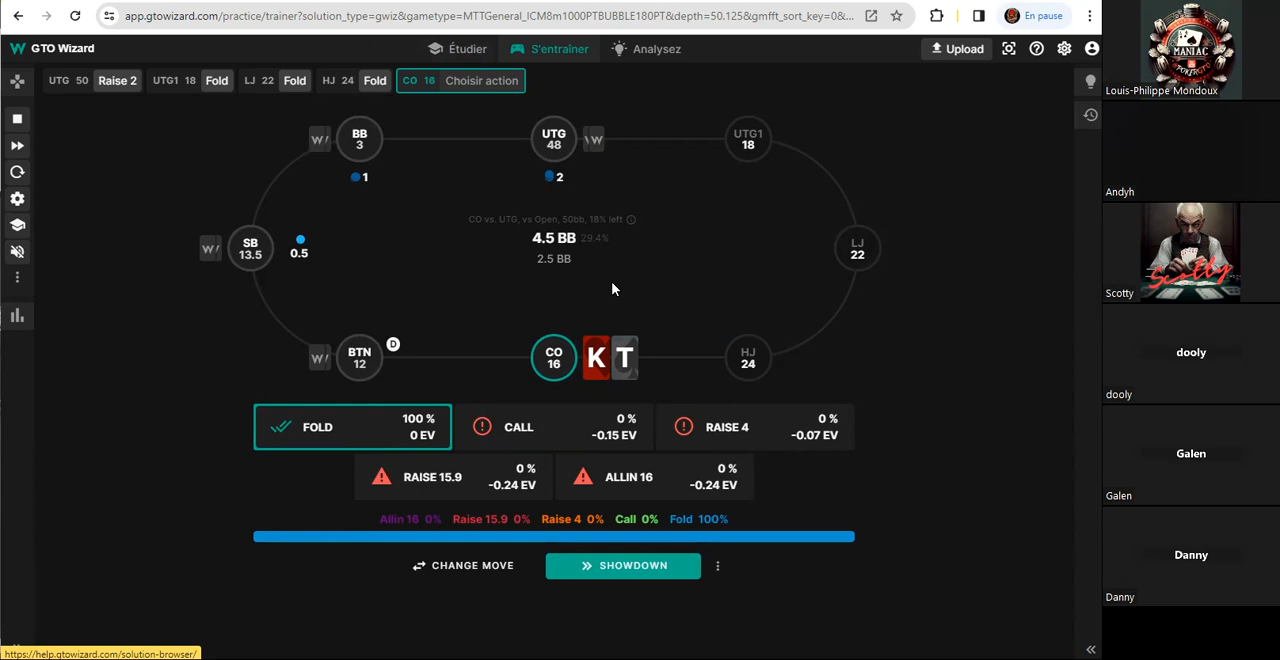 app.gtowizard.com/practice/trainer?solution_type=gwiz&gametype=MTTGeneral_ICM8m1000PTBUBBLE180PT&depth=50.125&gmfft_sort_key=0&...
En pause
GTO Wizard
Étudier
S'entraîner
Analysez
Upload
UTG 50 Raise 2
UTG1 18 Fold
LJ 22 Fold
HJ 24 Fold
CO 16 Choisir action
BB
3
UTG
48
UTG1
18
1
2
CO vs. UTG, vs Open, 50bb, 18% left
4.5 BB 29.4%
2.5 BB
SB
13.5
0.5
LJ
22
BTN
12
D
CO
16
K T
HJ
24
FOLD 100 % 0 EV
CALL 0 % -0.15 EV
RAISE 4 0 % -0.07 EV
RAISE 15.9 0 % -0.24 EV
ALLIN 16 0 % -0.24 EV
Allin 16 0% Raise 15.9 0% Raise 4 0% Call 0% Fold 100%
CHANGE MOVE
SHOWDOWN
https://help.gtowizard.com/solution-browser/
MANIAC
Louis-Philippe Mondoux
Andyh
Scotty
Scotty
dooly
dooly
Galen
Galen
Danny
Danny